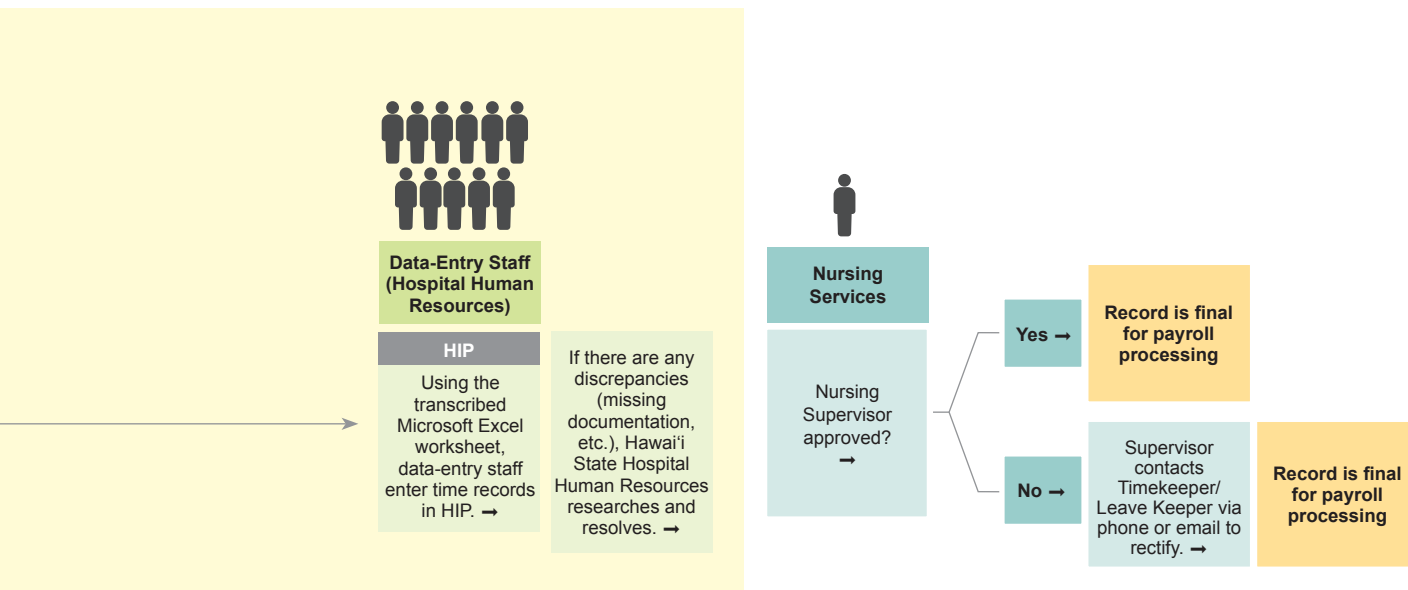 Data-Entry Staff
(Hospital Human
Resources)
HIP
Using the
transcribed
Microsoft Excel
worksheet,
data-entry staff
enter time records
in HIP. ➞
If there are any
discrepancies
(missing
documentation,
etc.), Hawai‘i
State Hospital
Human Resources
researches and
resolves. ➞
Nursing
Services
Nursing
Supervisor
approved?
➞
Yes ➞
Record is final
for payroll
processing
No ➞
Supervisor
contacts
Timekeeper/
Leave Keeper via
phone or email to
rectify. ➞
Record is final
for payroll
processing